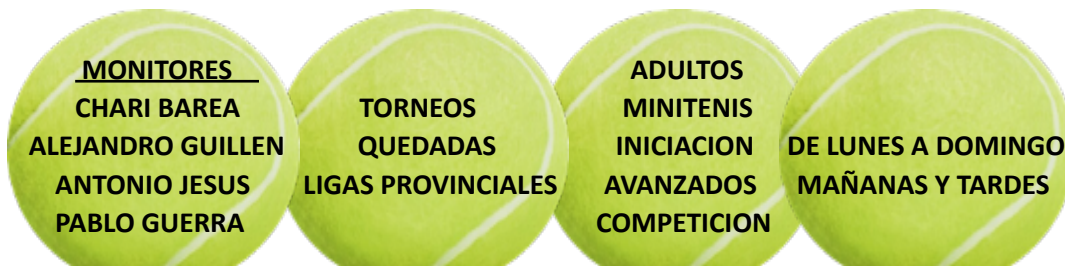 MONITORES
CHARI BAREA
ALEJANDRO GUILLEN
ANTONIO JESUS
PABLO GUERRA
TORNEOS
QUEDADAS
LIGAS PROVINCIALES
ADULTOS
MINITENIS
INICIACION
AVANZADOS
COMPETICION
DE LUNES A DOMINGO
MAÑANAS Y TARDES